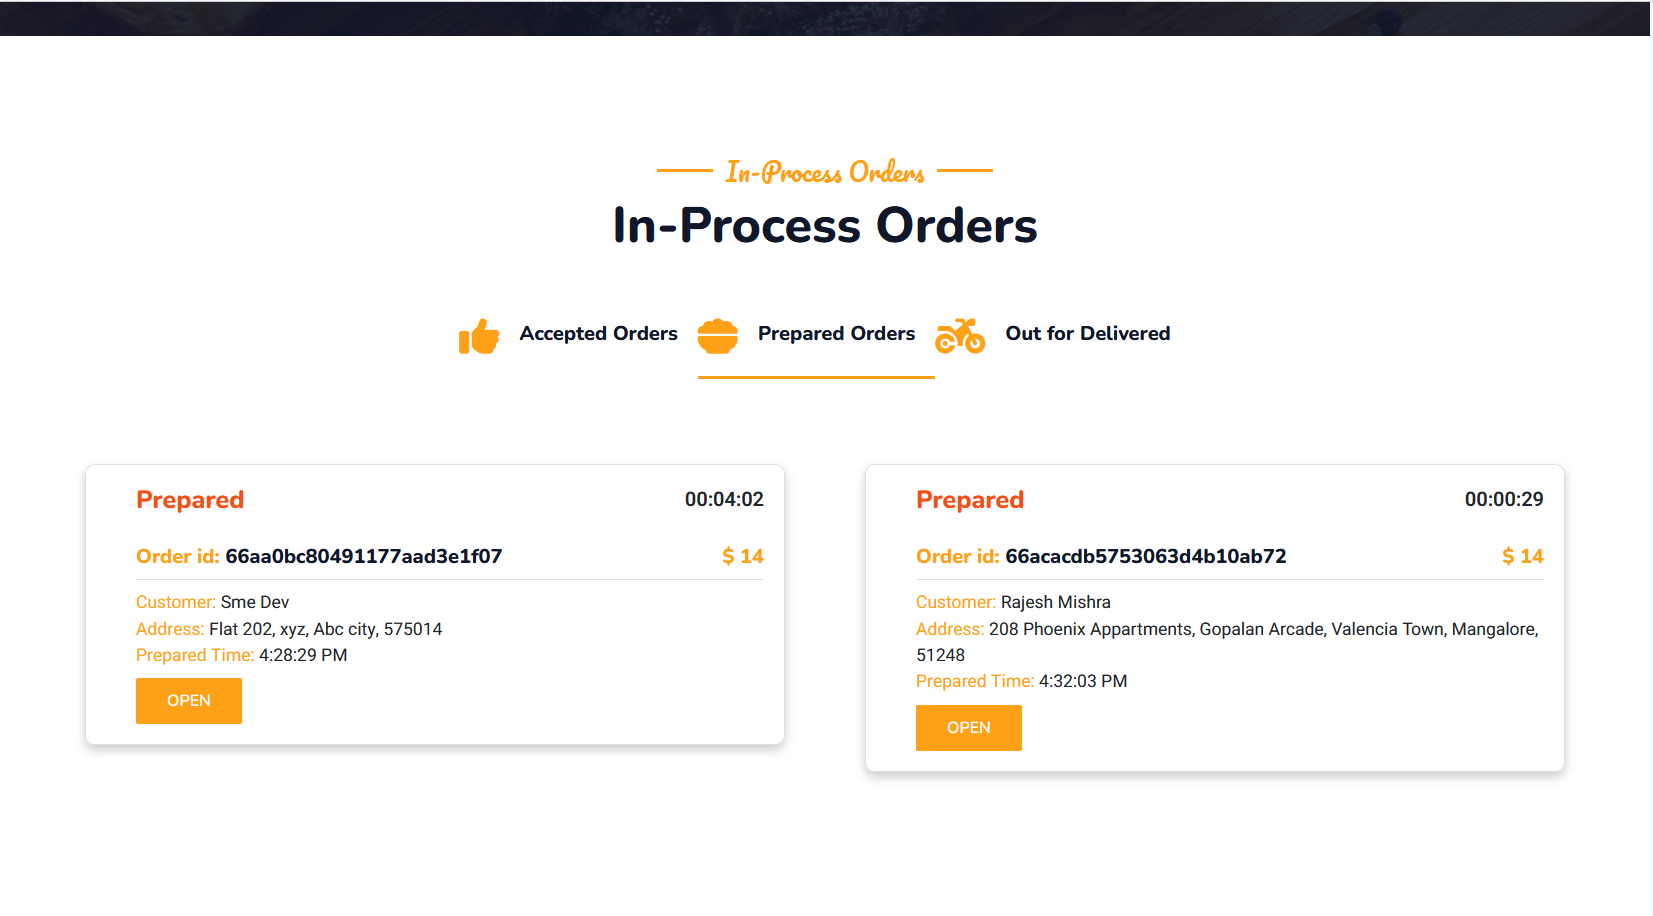 In-Process Orders
In-Process Orders
Accepted Orders Prepared Orders Out for Delivered
Prepared 00:04:02
Order id: 66aa0bc80491177aad3e1f07 $ 14
Customer: Sme Dev
Address: Flat 202, xyz, Abc city, 575014
Prepared Time: 4:28:29 PM
OPEN
Prepared 00:00:29
Order id: 66acacdb5753063d4b10ab72 $ 14
Customer: Rajesh Mishra
Address: 208 Phoenix Appartments, Gopalan Arcade, Valencia Town, Mangalore,
51248
Prepared Time: 4:32:03 PM
OPEN